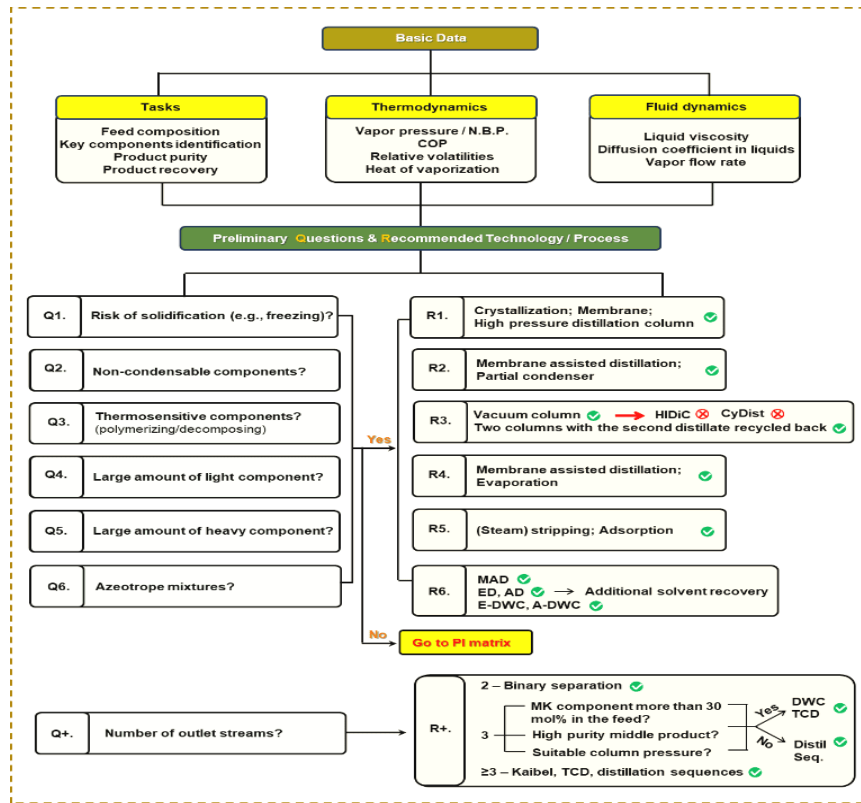 Basic Data
Tasks
Feed composition
Key components identification
Product purity
Product recovery
Thermodynamics
Vapor pressure / N.B.P.
COP
Relative volatilities
Heat of vaporization
Fluid dynamics
Liquid viscosity
Diffusion coefficient in liquids
Vapor flow rate
Preliminary Questions & Recommended Technology / Process
Q1. Risk of solidification (e.g., freezing)?
Q2. Non-condensable components?
Q3. Thermosensitive components?
(polymerizing/decomposing)
Q4. Large amount of light component?
Q5. Large amount of heavy component?
Q6. Azeotrope mixtures?
Yes
No
Go to PI matrix
R1. Crystallization; Membrane;
High pressure distillation column
R2. Membrane assisted distillation;
Partial condenser
R3. Vacuum column HIDiC CyDist
Two columns with the second distillate recycled back
R4. Membrane assisted distillation;
Evaporation
R5. (Steam) stripping; Adsorption
R6. MAD
ED, AD Additional solvent recovery
E-DWC, A-DWC
Q+. Number of outlet streams?
R+.
2 – Binary separation
3
MK component more than 30
mol% in the feed?
High purity middle product?
Suitable column pressure?
Yes
DWC
TCD
No
Distil
Seq.
≥3 – Kaibel, TCD, distillation sequences